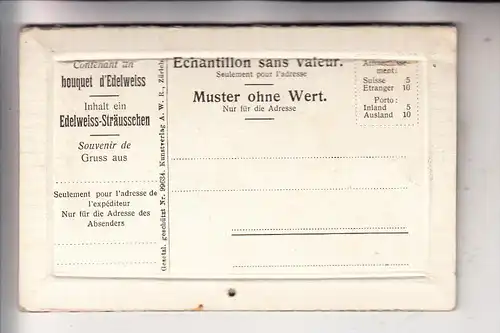 Contenant un
bouquet d'Edelweiss
Inhalt ein
Edelweiss-Sträusschen
Souvenir de
Gruss aus
Seulement pour l'adresse de
l'expéditeur
Nur für die Adresse des
Absenders
Gesetzl. geschützt Nr. 99634. Kunstverlag A. W. R., Zürich
Echantillon sans valeur.
Seulement pour l'adresse
Muster ohne Wert.
Nur für die Adresse
ment:
Suisse 5
Etranger 10
Porto:
Inland 5
Ausland 10